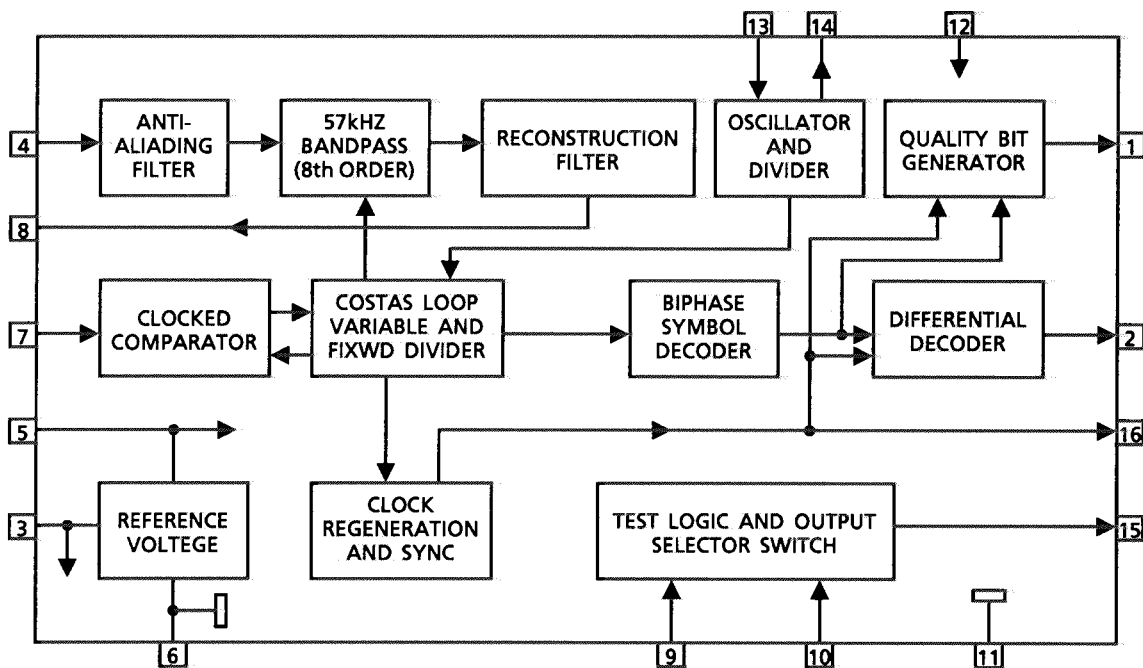 13
14
12
4
ANTI-
ALIADING
FILTER
57kHZ
BANDPASS
(8th ORDER)
RECONSTRUCTION
FILTER
OSCILLATOR
AND
DIVIDER
QUALITY BIT
GENERATOR
1
8
7
CLOCKED
COMPARATOR
COSTAS LOOP
VARIABLE AND
FIXWD DIVIDER
BIPHASE
SYMBOL
DECODER
DIFFERENTIAL
DECODER
2
5
16
3
REFERENCE
VOLTEGE
CLOCK
REGENERATION
AND SYNC
TEST LOGIC AND OUTPUT
SELECTOR SWITCH
15
6
9
10
11